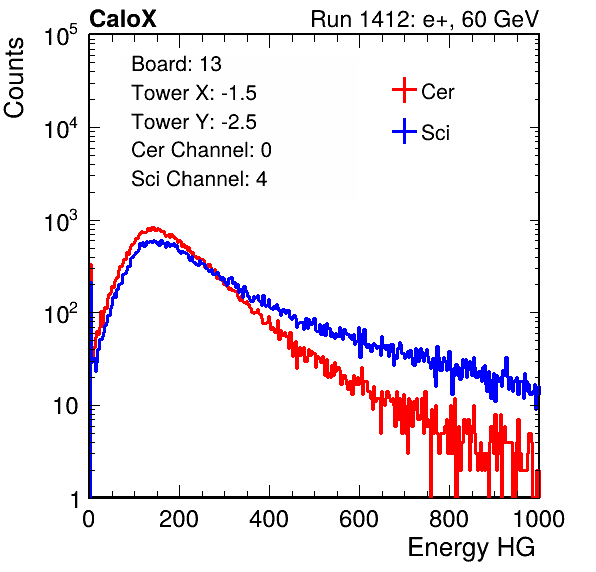 CaloX Run 1412: e+, 60 GeV
Counts
Board: 13
Tower X: -1.5
Tower Y: -2.5
Cer Channel: 0
Sci Channel: 4
Cer
Sci
10^5
10^4
10^3
10^2
10
1
0 200 400 600 800 1000
Energy HG